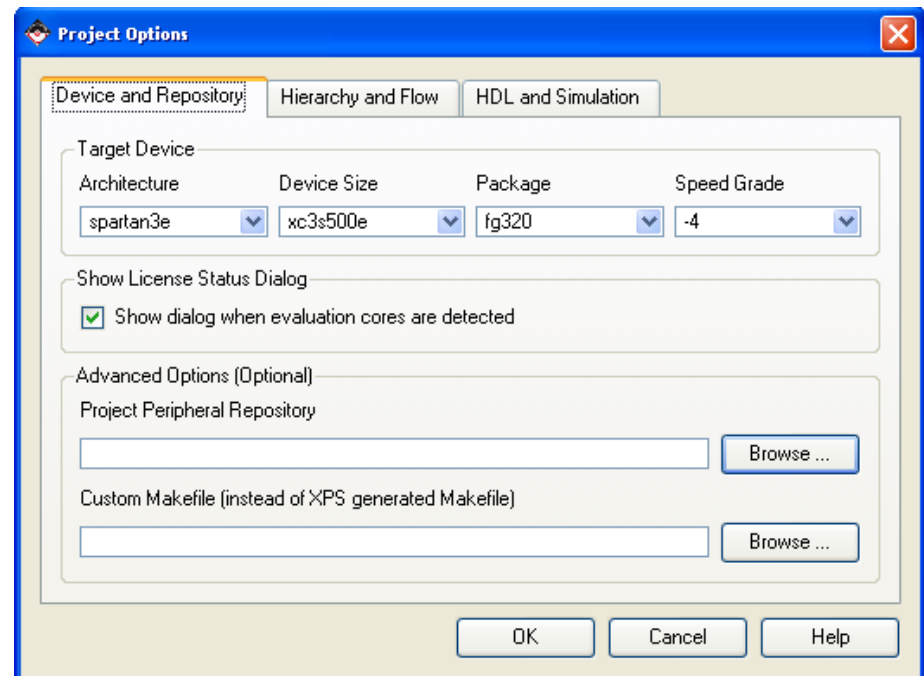 Project Options
Device and Repository Hierarchy and Flow HDL and Simulation
Target Device
Architecture Device Size Package Speed Grade
spartan3e xc3s500e fg320 -4
Show License Status Dialog
Show dialog when evaluation cores are detected
Advanced Options (Optional)
Project Peripheral Repository
Browse ...
Custom Makefile (instead of XPS generated Makefile)
Browse ...
OK Cancel Help